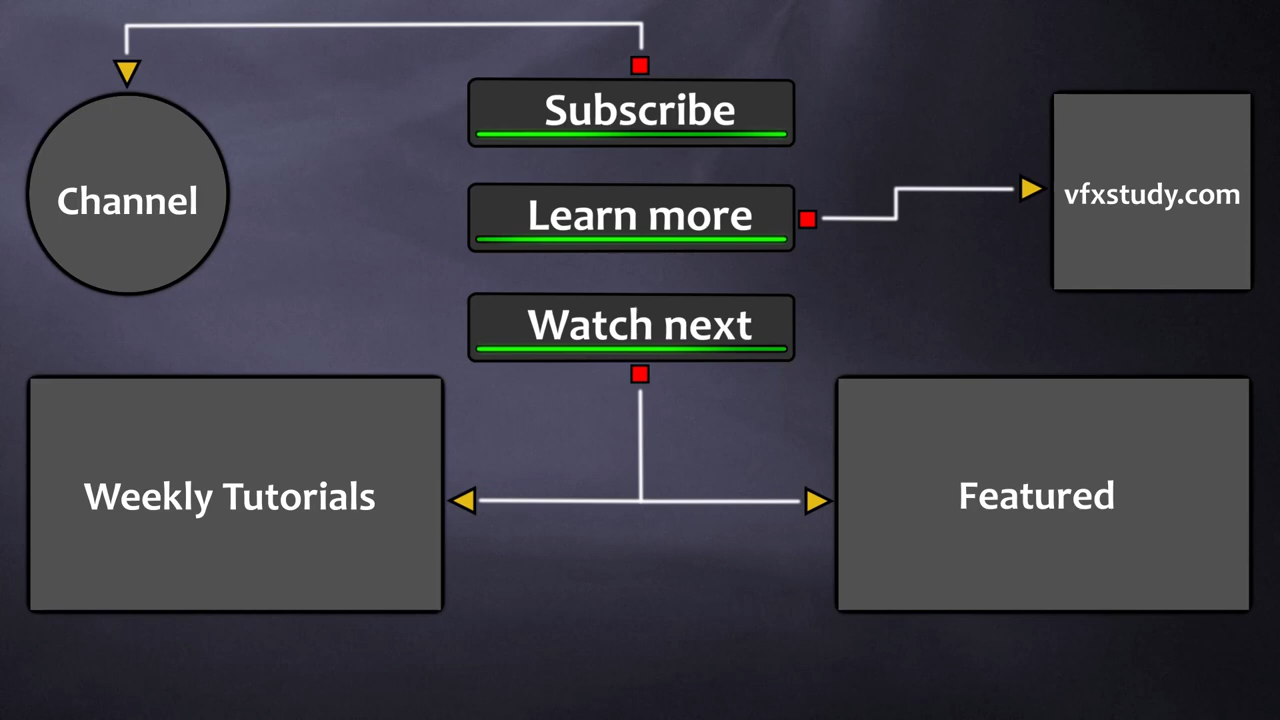 Subscribe
Channel
Learn more
vfxstudy.com
Watch next
Weekly Tutorials
Featured